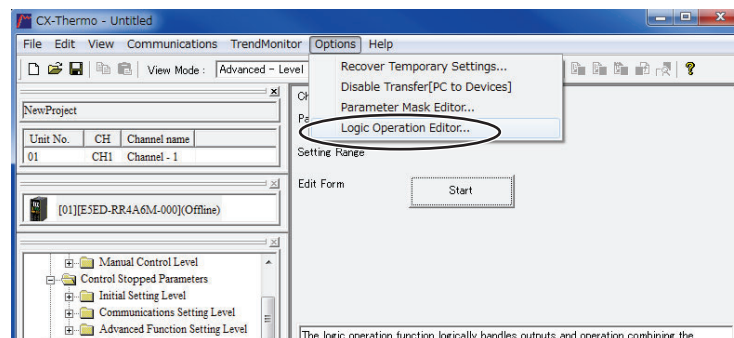 CX-Thermo - Untitled
File Edit View Communications TrendMonitor Options Help
View Mode : Advanced - Level
Recover Temporary Settings...
Disable Transfer[PC to Devices]
Parameter Mask Editor...
Logic Operation Editor...
NewProject
Unit No. CH Channel name
01 CH1 Channel - 1
Setting Range
Edit Form Start
[01][E5ED-RR4A6M-000](Offline)
Manual Control Level
Control Stopped Parameters
Initial Setting Level
Communications Setting Level
Advanced Function Setting Level
The logic operation function logically handles outputs and operation combining the